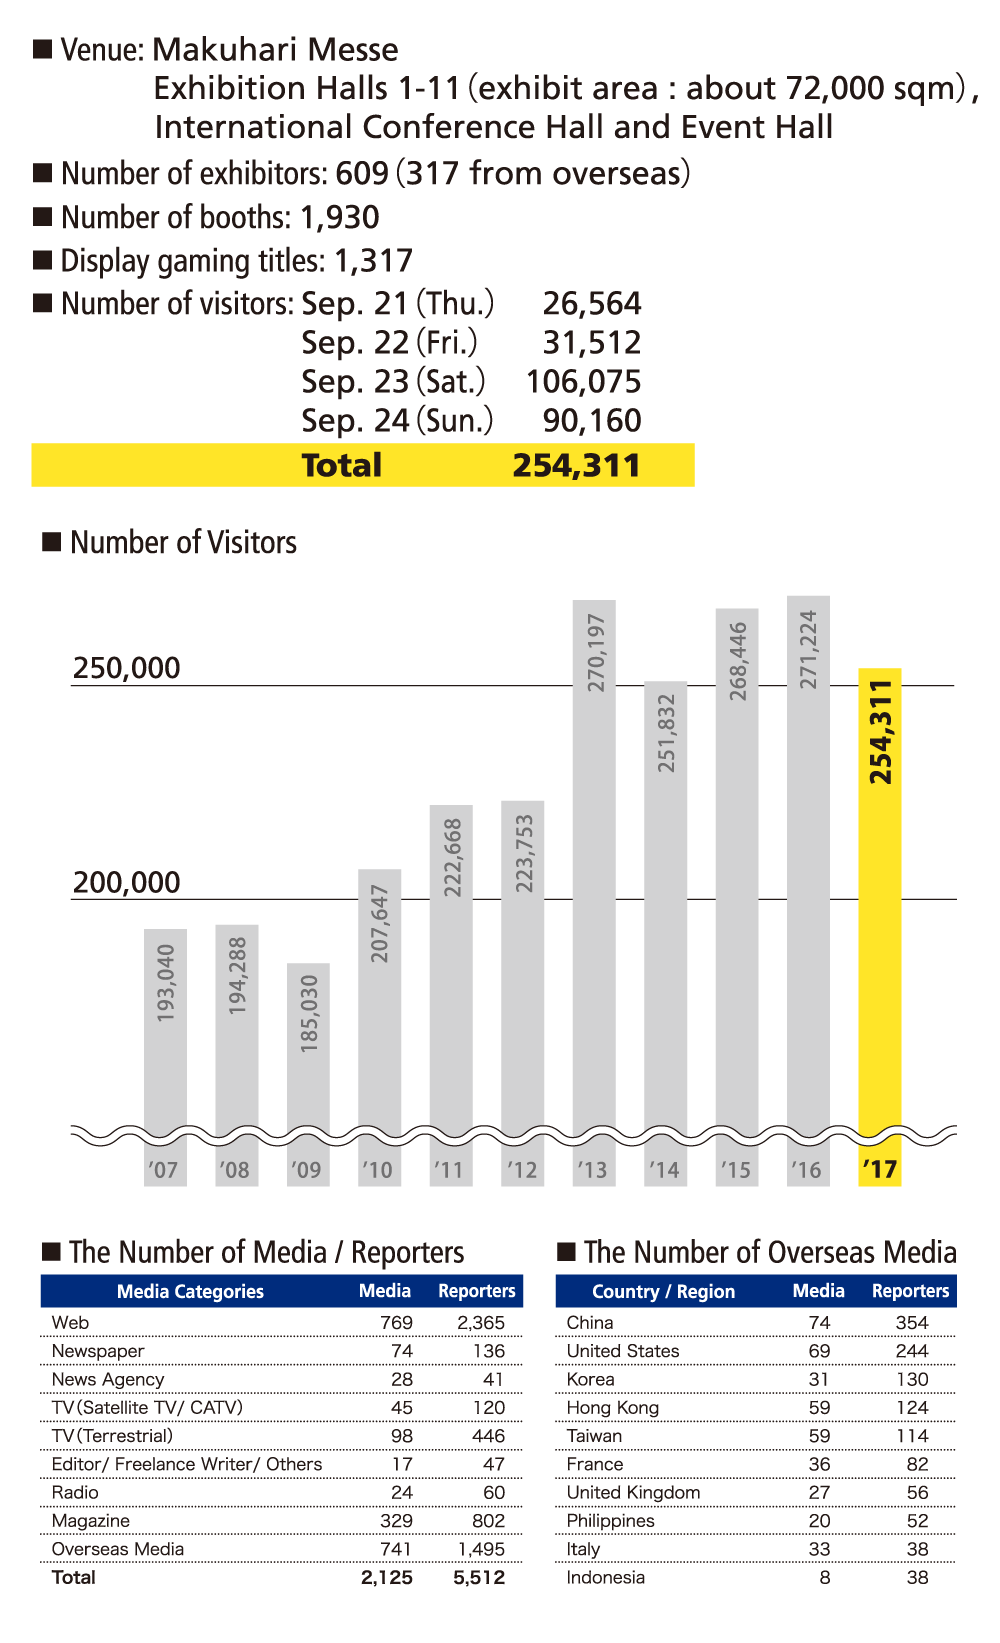 ■ Venue: Makuhari Messe
Exhibition Halls 1-11（exhibit area : about 72,000 sqm）,
International Conference Hall and Event Hall
■ Number of exhibitors: 609（317 from overseas）
■ Number of booths: 1,930
■ Display gaming titles: 1,317
■ Number of visitors: Sep. 21（Thu.） 26,564
Sep. 22（Fri.） 31,512
Sep. 23（Sat.） 106,075
Sep. 24（Sun.） 90,160
Total 254,311
■ Number of Visitors
250,000
200,000
193,040
194,288
185,030
207,647
222,668
223,753
270,197
251,832
268,446
271,224
254,311
’07 ’08 ’09 ’10 ’11 ’12 ’13 ’14 ’15 ’16 ’17
■ The Number of Media / Reporters
Media Categories Media Reporters
Web 769 2,365
Newspaper 74 136
News Agency 28 41
TV（Satellite TV/ CATV） 45 120
TV（Terrestrial） 98 446
Editor/ Freelance Writer/ Others 17 47
Radio 24 60
Magazine 329 802
Overseas Media 741 1,495
Total 2,125 5,512
■ The Number of Overseas Media
Country / Region Media Reporters
China 74 354
United States 69 244
Korea 31 130
Hong Kong 59 124
Taiwan 59 114
France 36 82
United Kingdom 27 56
Philippines 20 52
Italy 33 38
Indonesia 8 38